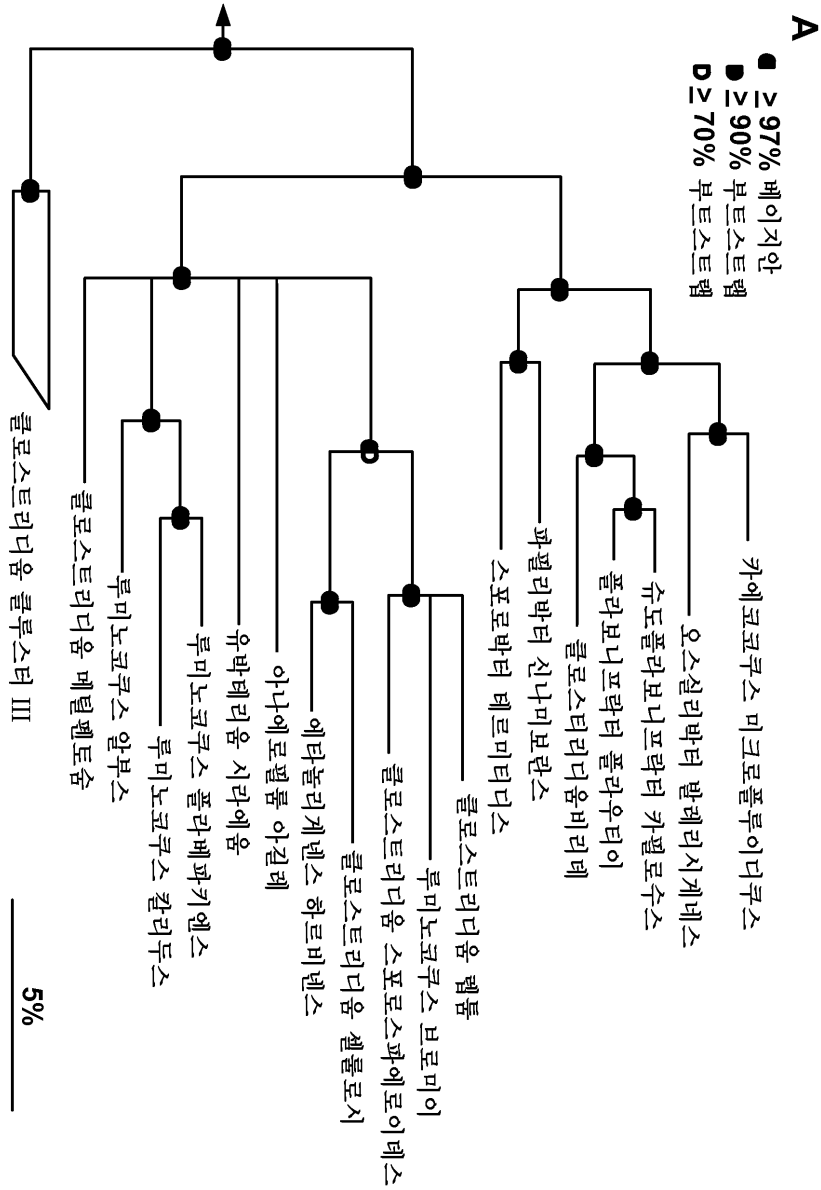 A
≥ 97% 베이지안
≥ 90% 부트스트랩
≥ 70% 부트스트랩
카에코코쿠스 미크로플루이디쿠스
오스실리박터 발레리시게네스
슈도플라보니프락터 카필로수스
플라보니프락터 플라우티이
클로스터리디움비리데
파필리박터 신나미보란스
스포로박터 테르미티디스
클로스트리디움 렙툼
루미노코쿠스 브로미이
클로스트리디움 스포로스파에로이데스
클로스트리디움 셀룰로시
에타놀리게넨스 하르비넨스
아나에로필룸 아길레
유박테리움 시라에움
루미노코쿠스 플라베파키엔스
루미노코쿠스 칼리두스
루미노코쿠스 알부스
클로스트리디움 메틸펜토숨
클로스트리디움 클루스터 III
5%